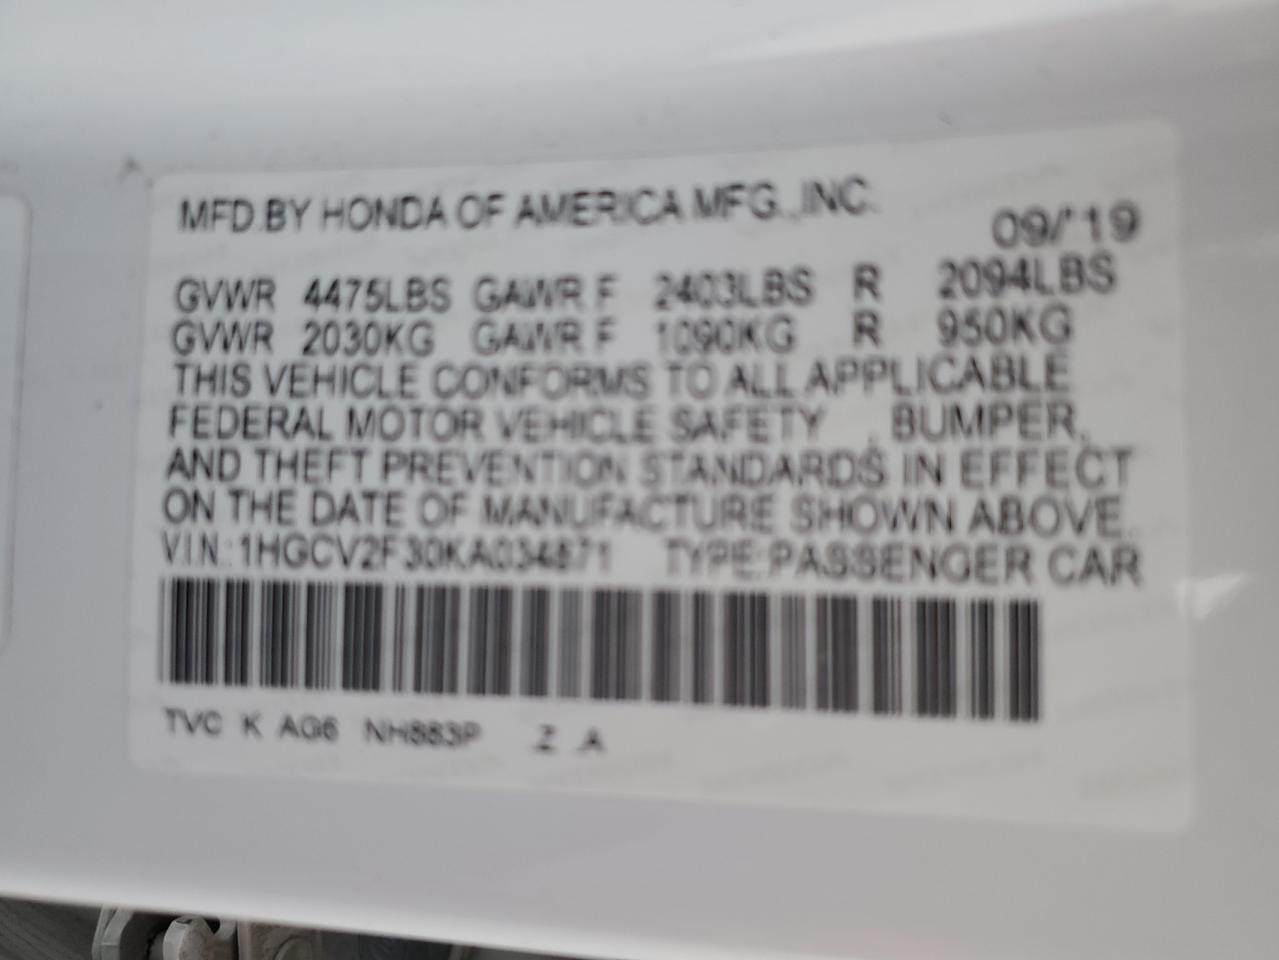 MFD.BY HONDA OF AMERICA MFG.,INC. 09/'19
GVWR 4475LBS GAWR F 2403LBS R 2094LBS
GVWR 2030KG GAWR F 1090KG R 950KG
THIS VEHICLE CONFORMS TO ALL APPLICABLE
FEDERAL MOTOR VEHICLE SAFETY , BUMPER,
AND THEFT PREVENTION STANDARDS IN EFFECT
ON THE DATE OF MANUFACTURE SHOWN ABOVE.
V.I.N.:1HGCV2F30KA034871 TYPE:PASSENGER CAR
TVC K AG6 NH883P Z A